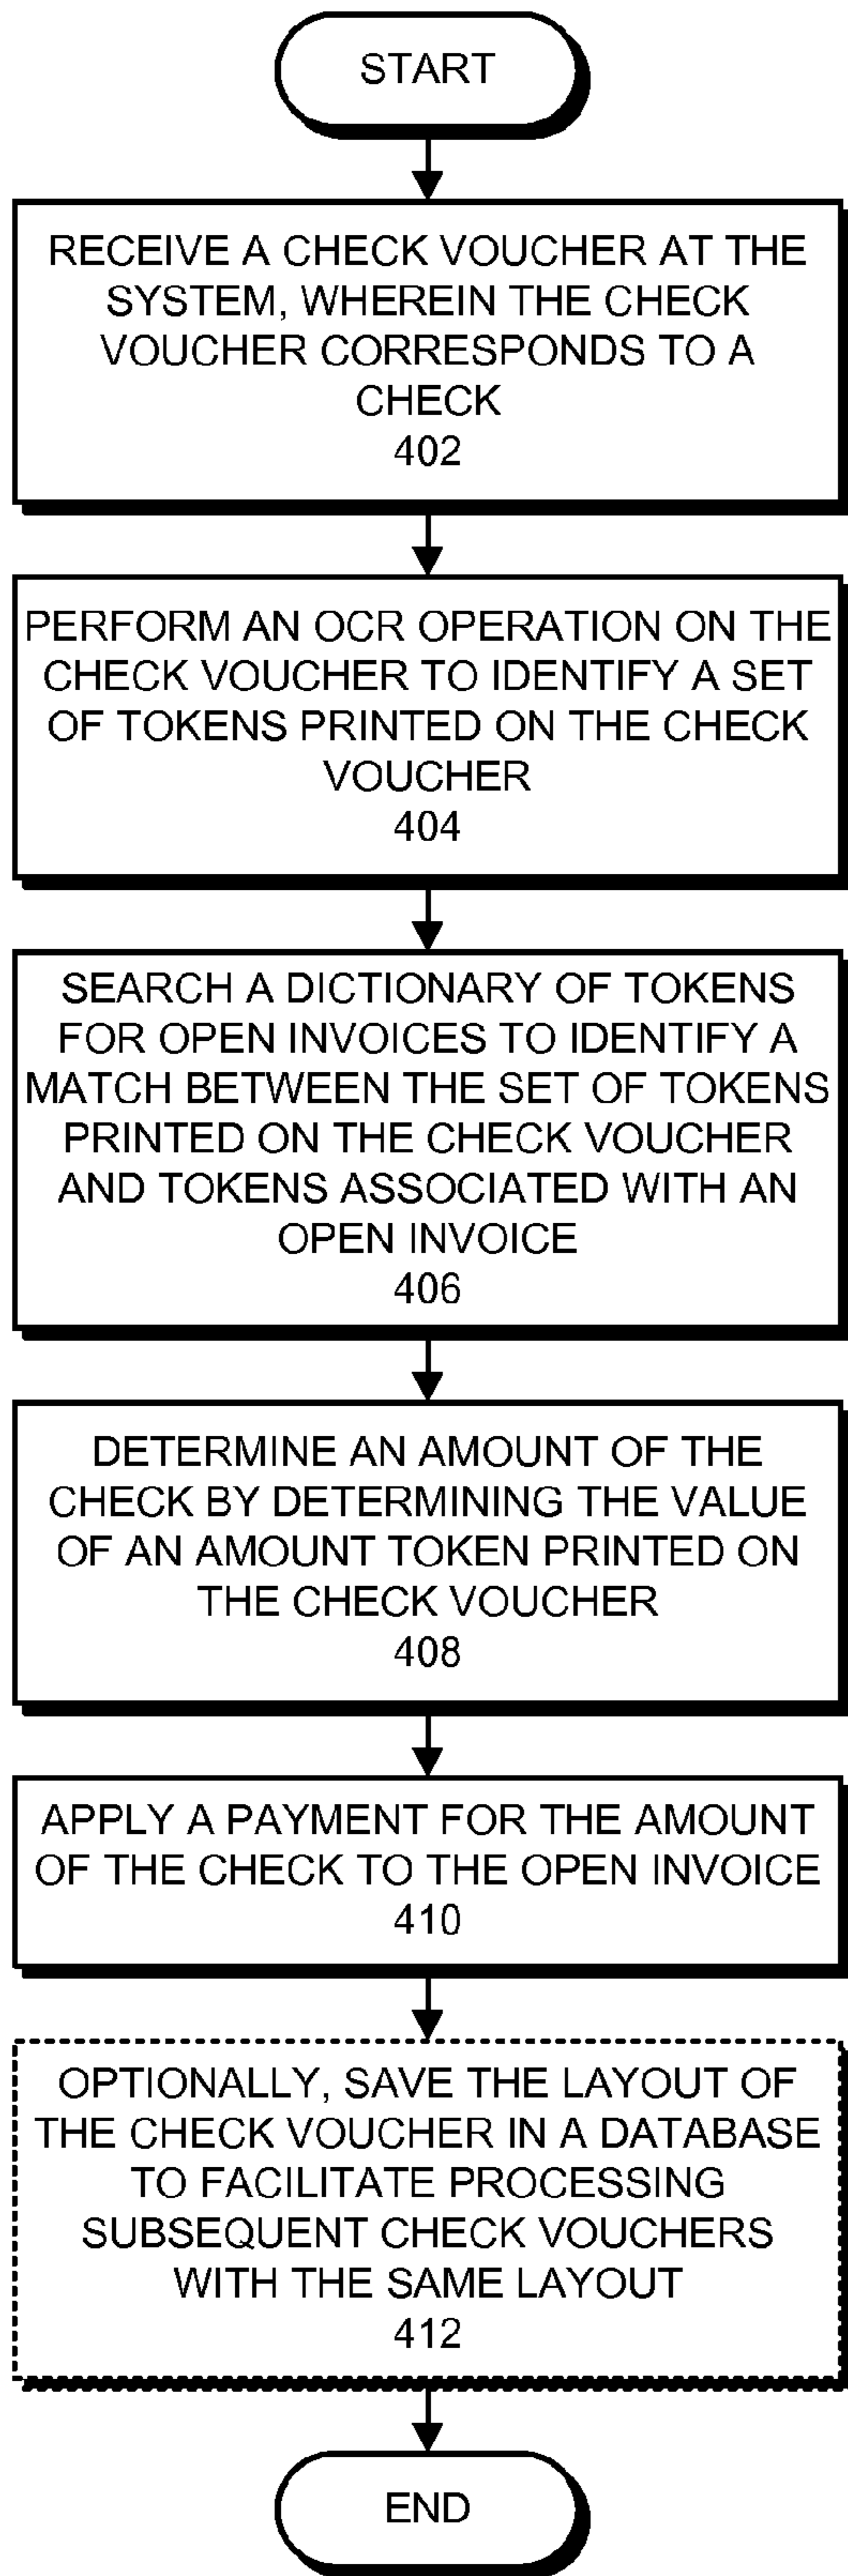 START
RECEIVE A CHECK VOUCHER AT THE
SYSTEM, WHEREIN THE CHECK
VOUCHER CORRESPONDS TO A
CHECK
402
PERFORM AN OCR OPERATION ON THE
CHECK VOUCHER TO IDENTIFY A SET
OF TOKENS PRINTED ON THE CHECK
VOUCHER
404
SEARCH A DICTIONARY OF TOKENS
FOR OPEN INVOICES TO IDENTIFY A
MATCH BETWEEN THE SET OF TOKENS
PRINTED ON THE CHECK VOUCHER
AND TOKENS ASSOCIATED WITH AN
OPEN INVOICE
406
DETERMINE AN AMOUNT OF THE
CHECK BY DETERMINING THE VALUE
OF AN AMOUNT TOKEN PRINTED ON
THE CHECK VOUCHER
408
APPLY A PAYMENT FOR THE AMOUNT
OF THE CHECK TO THE OPEN INVOICE
410
OPTIONALLY, SAVE THE LAYOUT OF
THE CHECK VOUCHER IN A DATABASE
TO FACILITATE PROCESSING
SUBSEQUENT CHECK VOUCHERS
WITH THE SAME LAYOUT
412
END